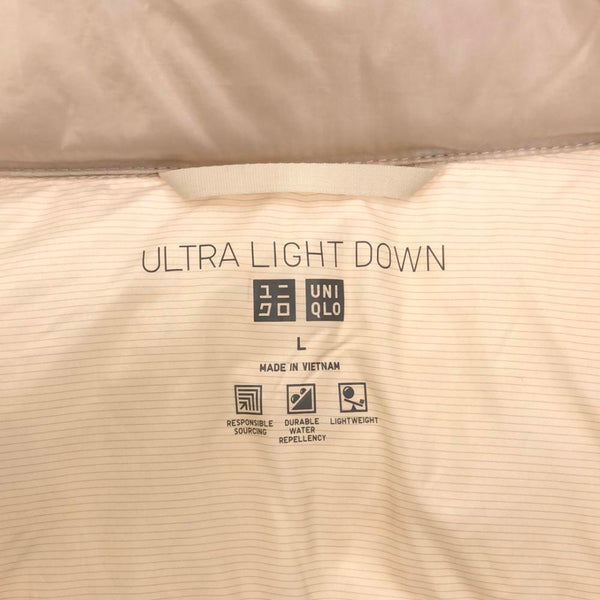 ULTRA LIGHT DOWN
ユニ
クロ
UNI
QLO
L
MADE IN VIETNAM
RESPONSIBLE
SOURCING
DURABLE
WATER
REPELLENCY
LIGHTWEIGHT